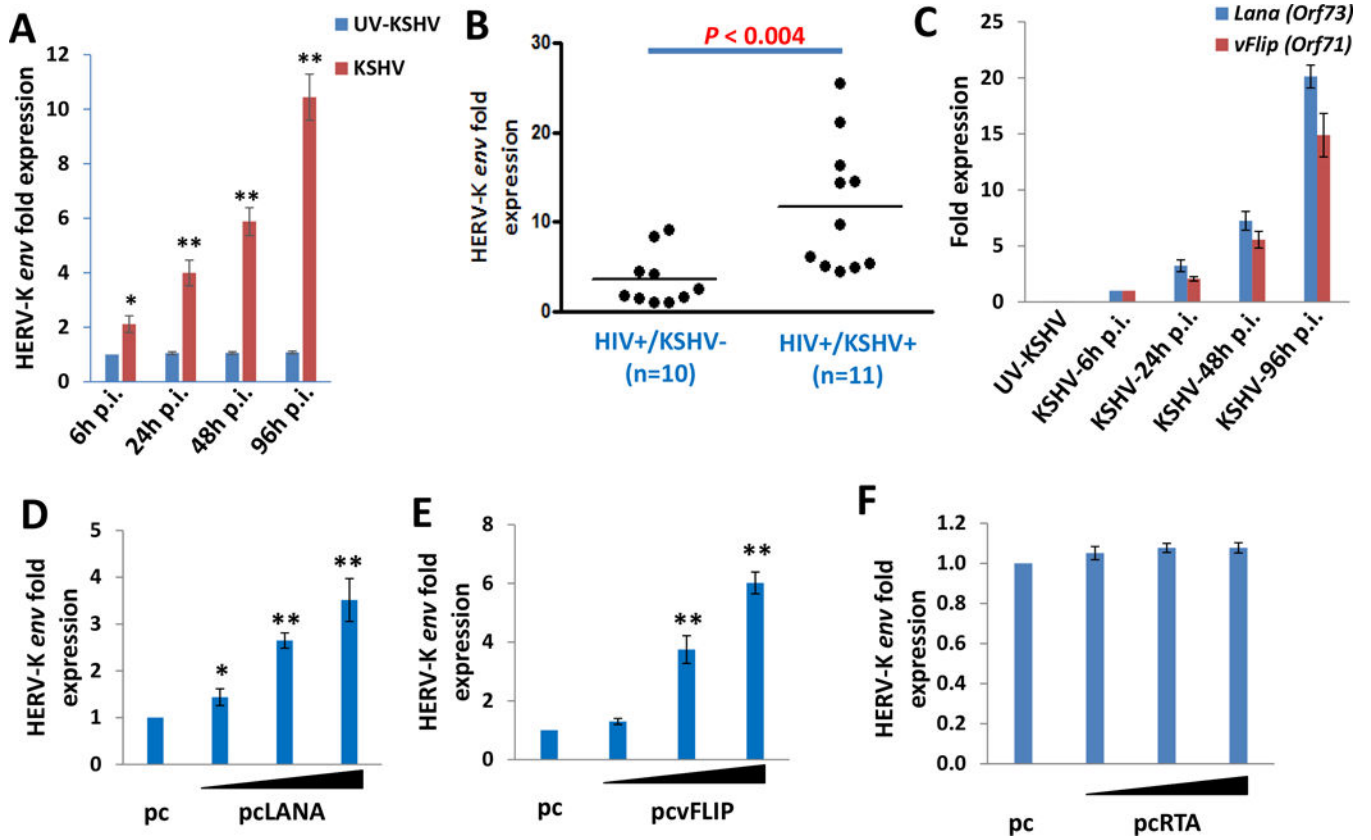 A
UV-KSHV
KSHV
HERV-K env fold expression
12
10
8
6
4
2
0
*
**
**
**
6h p.i.
24h p.i.
48h p.i.
96h p.i.
B
P < 0.004
HERV-K env fold
expression
30
20
10
0
HIV+/KSHV-
(n=10)
HIV+/KSHV+
(n=11)
C
Lana (Orf73)
vFlip (Orf71)
Fold expression
25
20
15
10
5
0
UV-KSHV
KSHV-6h p.i.
KSHV-24h p.i.
KSHV-48h p.i.
KSHV-96h p.i.
D
HERV-K env fold
expression
5
4
3
2
1
0
*
**
**
pc
pcLANA
E
HERV-K env fold
expression
8
6
4
2
0
**
**
pc
pcvFLIP
F
HERV-K env fold
expression
1.2
1.0
0.8
0.6
0.4
0.2
0.0
pc
pcRTA